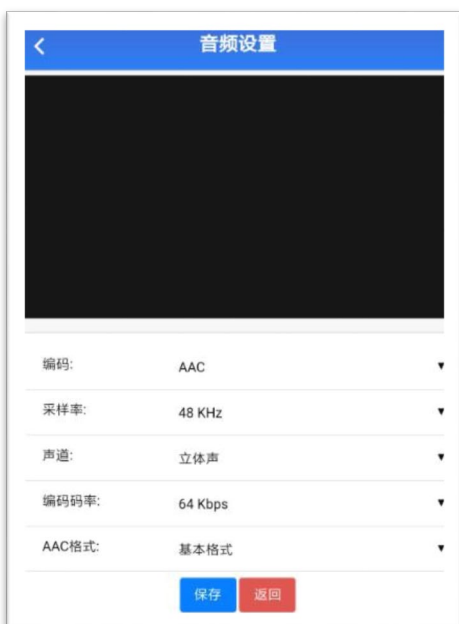 音频设置
编码: AAC
采样率: 48 KHz
声道: 立体声
编码码率: 64 Kbps
AAC格式: 基本格式
保存 返回